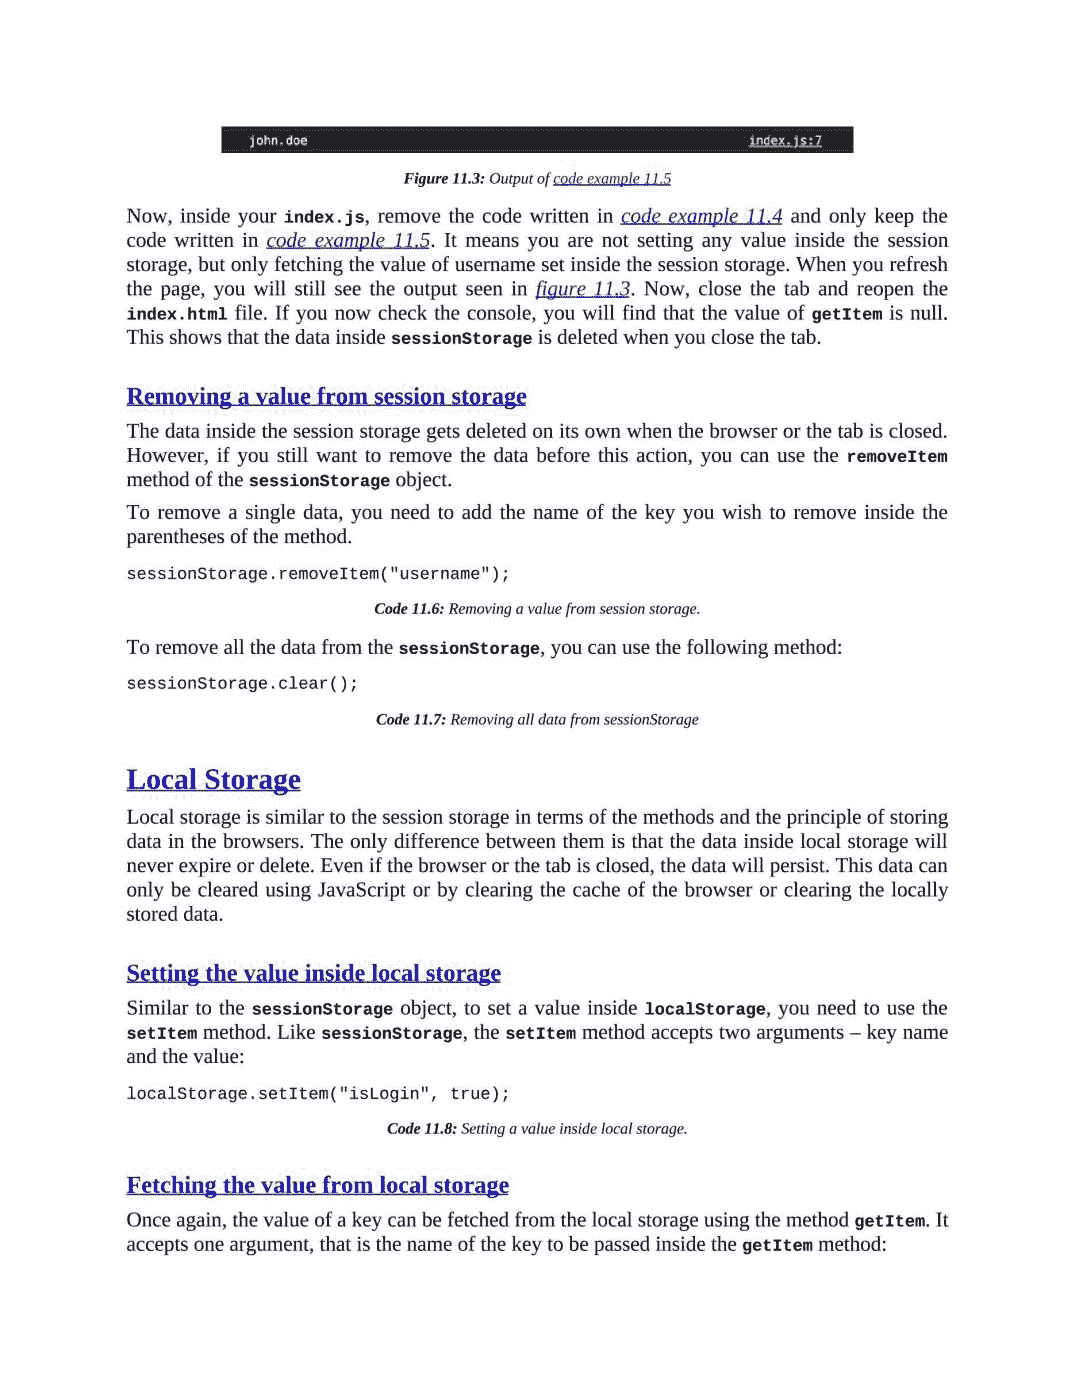 john.doe index.js:7
Figure 11.3: Output of code example 11.5
Now, inside your index.js, remove the code written in code example 11.4 and only keep the
code written in code example 11.5. It means you are not setting any value inside the session
storage, but only fetching the value of username set inside the session storage. When you refresh
the page, you will still see the output seen in figure 11.3. Now, close the tab and reopen the
index.html file. If you now check the console, you will find that the value of getItem is null.
This shows that the data inside sessionStorage is deleted when you close the tab.
Removing a value from session storage
The data inside the session storage gets deleted on its own when the browser or the tab is closed.
However, if you still want to remove the data before this action, you can use the removeItem
method of the sessionStorage object.
To remove a single data, you need to add the name of the key you wish to remove inside the
parentheses of the method.
sessionStorage.removeItem("username");
Code 11.6: Removing a value from session storage.
To remove all the data from the sessionStorage, you can use the following method:
sessionStorage.clear();
Code 11.7: Removing all data from sessionStorage
Local Storage
Local storage is similar to the session storage in terms of the methods and the principle of storing
data in the browsers. The only difference between them is that the data inside local storage will
never expire or delete. Even if the browser or the tab is closed, the data will persist. This data can
only be cleared using JavaScript or by clearing the cache of the browser or clearing the locally
stored data.
Setting the value inside local storage
Similar to the sessionStorage object, to set a value inside localStorage, you need to use the
setItem method. Like sessionStorage, the setItem method accepts two arguments – key name
and the value:
localStorage.setItem("isLogin", true);
Code 11.8: Setting a value inside local storage.
Fetching the value from local storage
Once again, the value of a key can be fetched from the local storage using the method getItem. It
accepts one argument, that is the name of the key to be passed inside the getItem method: